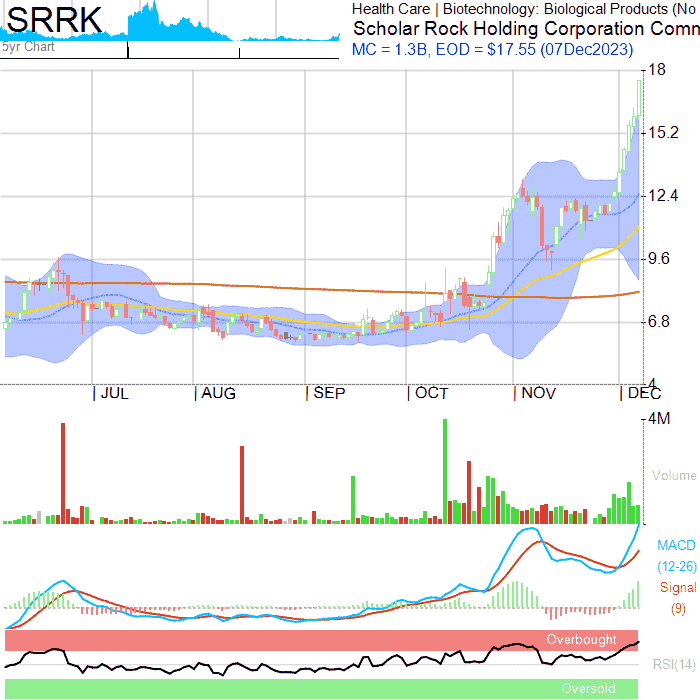 SRRK
5yr Chart
Health Care | Biotechnology: Biological Products (No
Scholar Rock Holding Corporation Comm
MC = 1.3B, EOD = $17.55 (07Dec2023)
18
15.2
12.4
9.6
6.8
4
JUL AUG SEP OCT NOV DEC
4M
Volume
MACD
(12-26)
Signal
(9)
Overbought
RSI(14)
Oversold